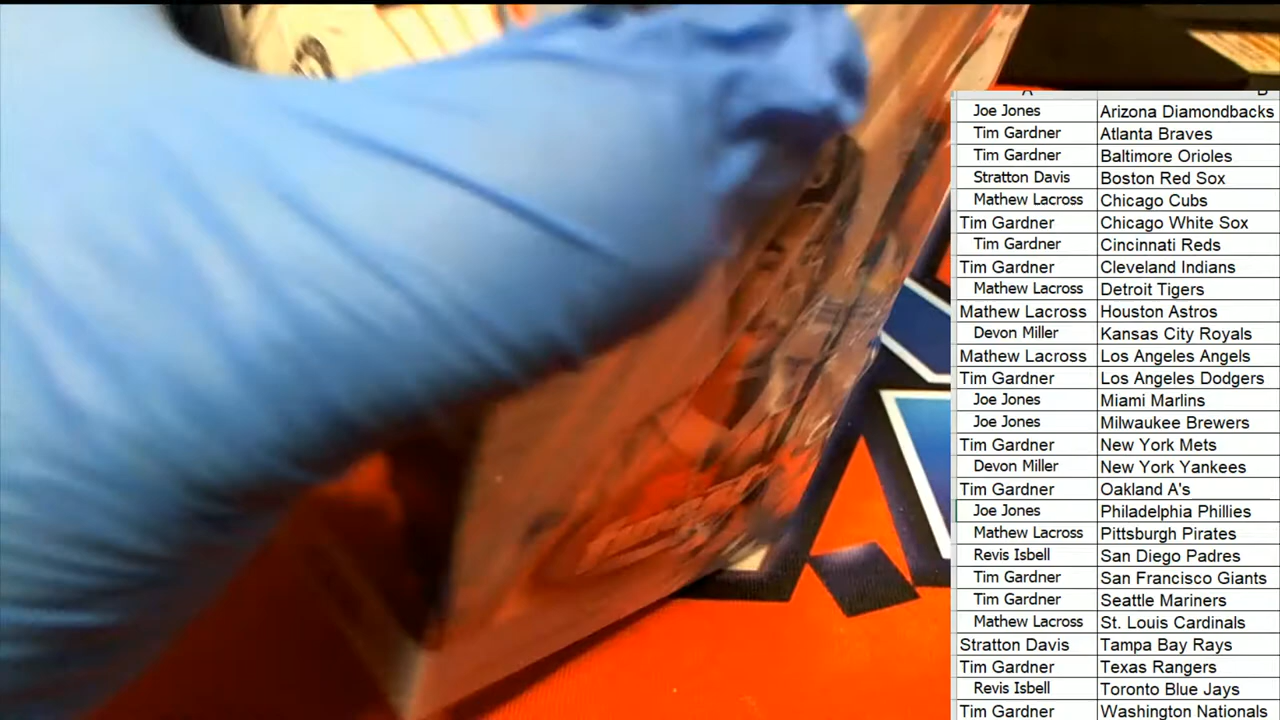 A B
Joe Jones Arizona Diamondbacks
Tim Gardner Atlanta Braves
Tim Gardner Baltimore Orioles
Stratton Davis Boston Red Sox
Mathew Lacross Chicago Cubs
Tim Gardner Chicago White Sox
Tim Gardner Cincinnati Reds
Tim Gardner Cleveland Indians
Mathew Lacross Detroit Tigers
Mathew Lacross Houston Astros
Devon Miller Kansas City Royals
Mathew Lacross Los Angeles Angels
Tim Gardner Los Angeles Dodgers
Joe Jones Miami Marlins
Joe Jones Milwaukee Brewers
Tim Gardner New York Mets
Devon Miller New York Yankees
Tim Gardner Oakland A's
Joe Jones Philadelphia Phillies
Mathew Lacross Pittsburgh Pirates
Revis Isbell San Diego Padres
Tim Gardner San Francisco Giants
Tim Gardner Seattle Mariners
Mathew Lacross St. Louis Cardinals
Stratton Davis Tampa Bay Rays
Tim Gardner Texas Rangers
Revis Isbell Toronto Blue Jays
Tim Gardner Washington Nationals